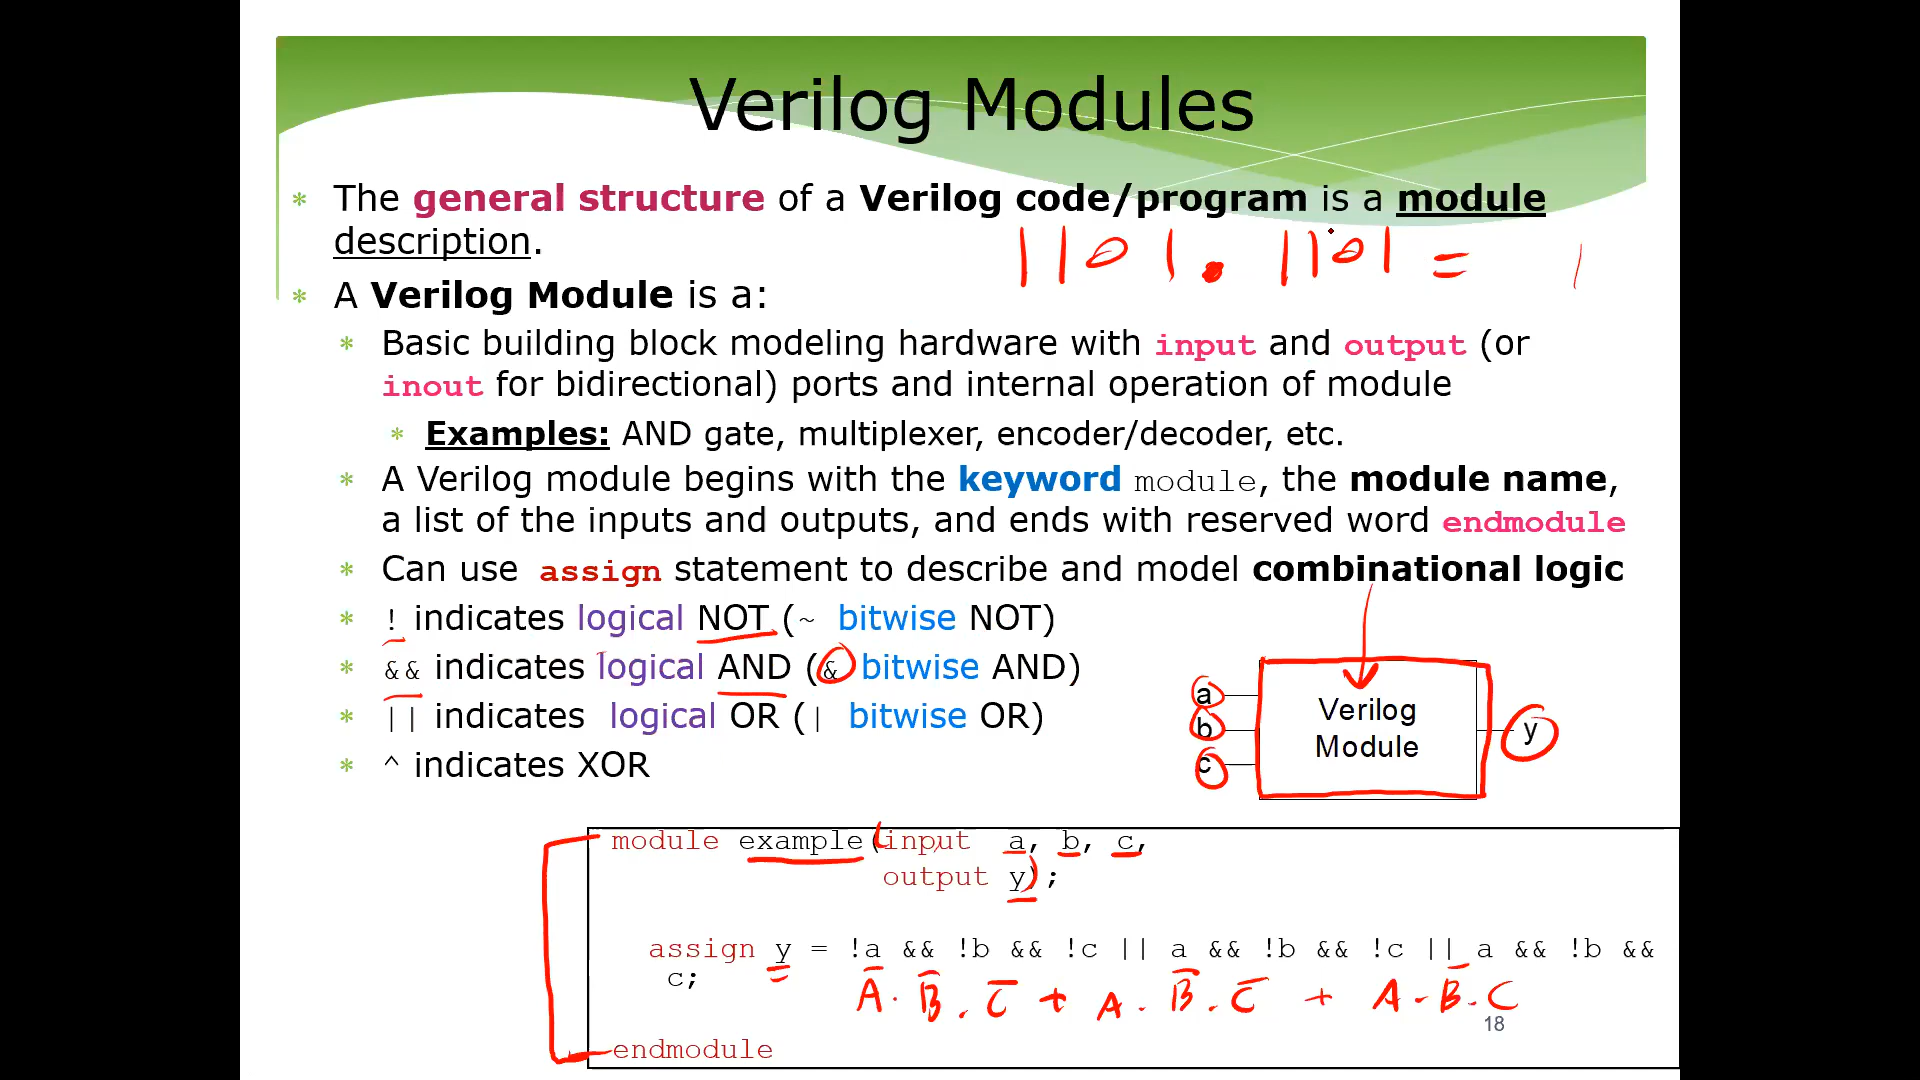 Verilog Modules
* The general structure of a Verilog code/program is a module
description.
1101 . 1101 = 1
* A Verilog Module is a:
* Basic building block modeling hardware with input and output (or
inout for bidirectional) ports and internal operation of module
* Examples: AND gate, multiplexer, encoder/decoder, etc.
* A Verilog module begins with the keyword module, the module name,
a list of the inputs and outputs, and ends with reserved word endmodule
* Can use assign statement to describe and model combinational logic
* ! indicates logical NOT (~ bitwise NOT)
* && indicates logical AND (& bitwise AND)
* || indicates logical OR (| bitwise OR)
* ^ indicates XOR
a
b
c
Verilog
Module
y
module example(input a, b, c,
output y);
assign y = !a && !b && !c || a && !b && !c || a && !b &&
c;
A̅ . B̅ . C̅ + A . B̅ . C̅ + A . B̅ . C
18
endmodule